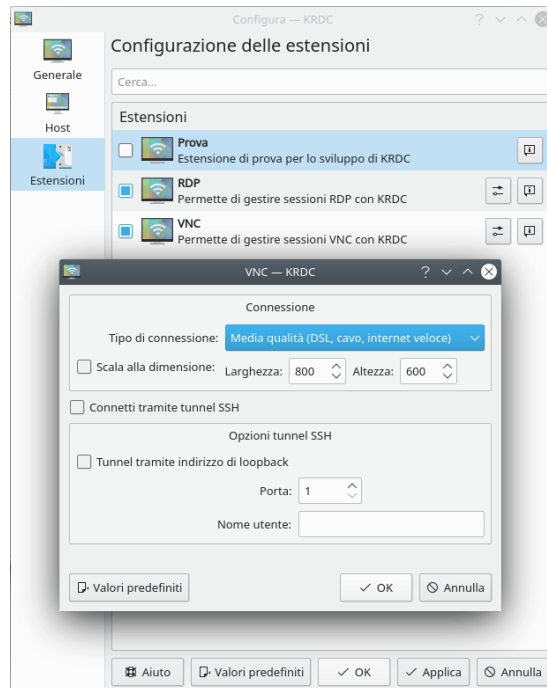 Configura — KRDC
Generale
Host
Estensioni
Configurazione delle estensioni
Cerca...
Estensioni
Prova
Estensione di prova per lo sviluppo di KRDC
RDP
Permette di gestire sessioni RDP con KRDC
VNC
Permette di gestire sessioni VNC con KRDC
VNC — KRDC
Connessione
Tipo di connessione: Media qualità (DSL, cavo, internet veloce)
Scala alla dimensione: Larghezza: 800 Altezza: 600
Connetti tramite tunnel SSH
Opzioni tunnel SSH
Tunnel tramite indirizzo di loopback
Porta: 1
Nome utente:
Valori predefiniti OK Annulla
Aiuto Valori predefiniti OK Applica Annulla